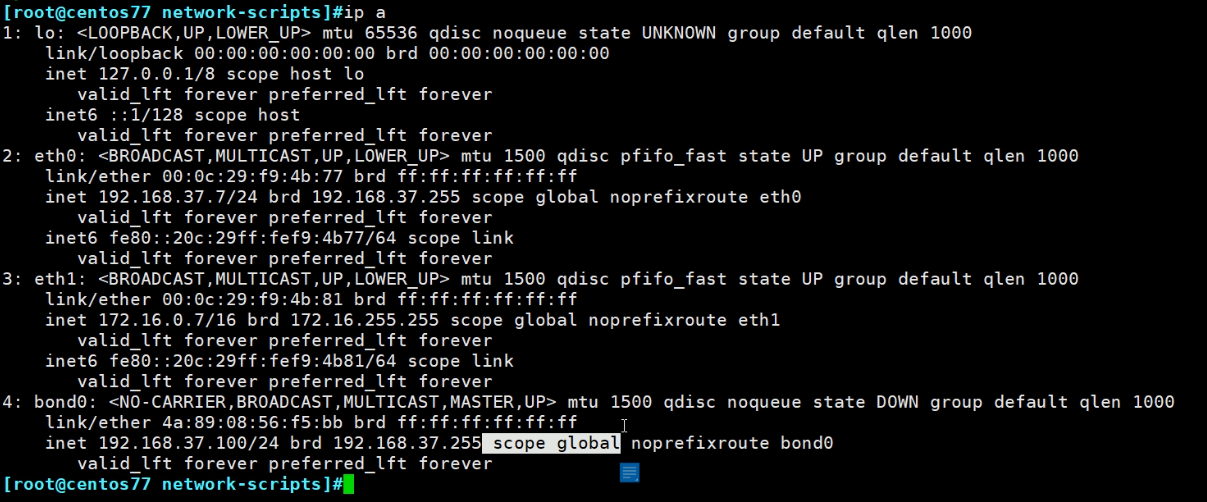 [root@centos77 network-scripts]#ip a
1: lo: <LOOPBACK,UP,LOWER_UP> mtu 65536 qdisc noqueue state UNKNOWN group default qlen 1000
    link/loopback 00:00:00:00:00:00 brd 00:00:00:00:00:00
    inet 127.0.0.1/8 scope host lo
       valid_lft forever preferred_lft forever
    inet6 ::1/128 scope host
       valid_lft forever preferred_lft forever
2: eth0: <BROADCAST,MULTICAST,UP,LOWER_UP> mtu 1500 qdisc pfifo_fast state UP group default qlen 1000
    link/ether 00:0c:29:f9:4b:77 brd ff:ff:ff:ff:ff:ff
    inet 192.168.37.7/24 brd 192.168.37.255 scope global noprefixroute eth0
       valid_lft forever preferred_lft forever
    inet6 fe80::20c:29ff:fef9:4b77/64 scope link
       valid_lft forever preferred_lft forever
3: eth1: <BROADCAST,MULTICAST,UP,LOWER_UP> mtu 1500 qdisc pfifo_fast state UP group default qlen 1000
    link/ether 00:0c:29:f9:4b:81 brd ff:ff:ff:ff:ff:ff
    inet 172.16.0.7/16 brd 172.16.255.255 scope global noprefixroute eth1
       valid_lft forever preferred_lft forever
    inet6 fe80::20c:29ff:fef9:4b81/64 scope link
       valid_lft forever preferred_lft forever
4: bond0: <NO-CARRIER,BROADCAST,MULTICAST,MASTER,UP> mtu 1500 qdisc noqueue state DOWN group default qlen 1000
    link/ether 4a:89:08:56:f5:bb brd ff:ff:ff:ff:ff:ff
    inet 192.168.37.100/24 brd 192.168.37.255 scope global noprefixroute bond0
       valid_lft forever preferred_lft forever
[root@centos77 network-scripts]#